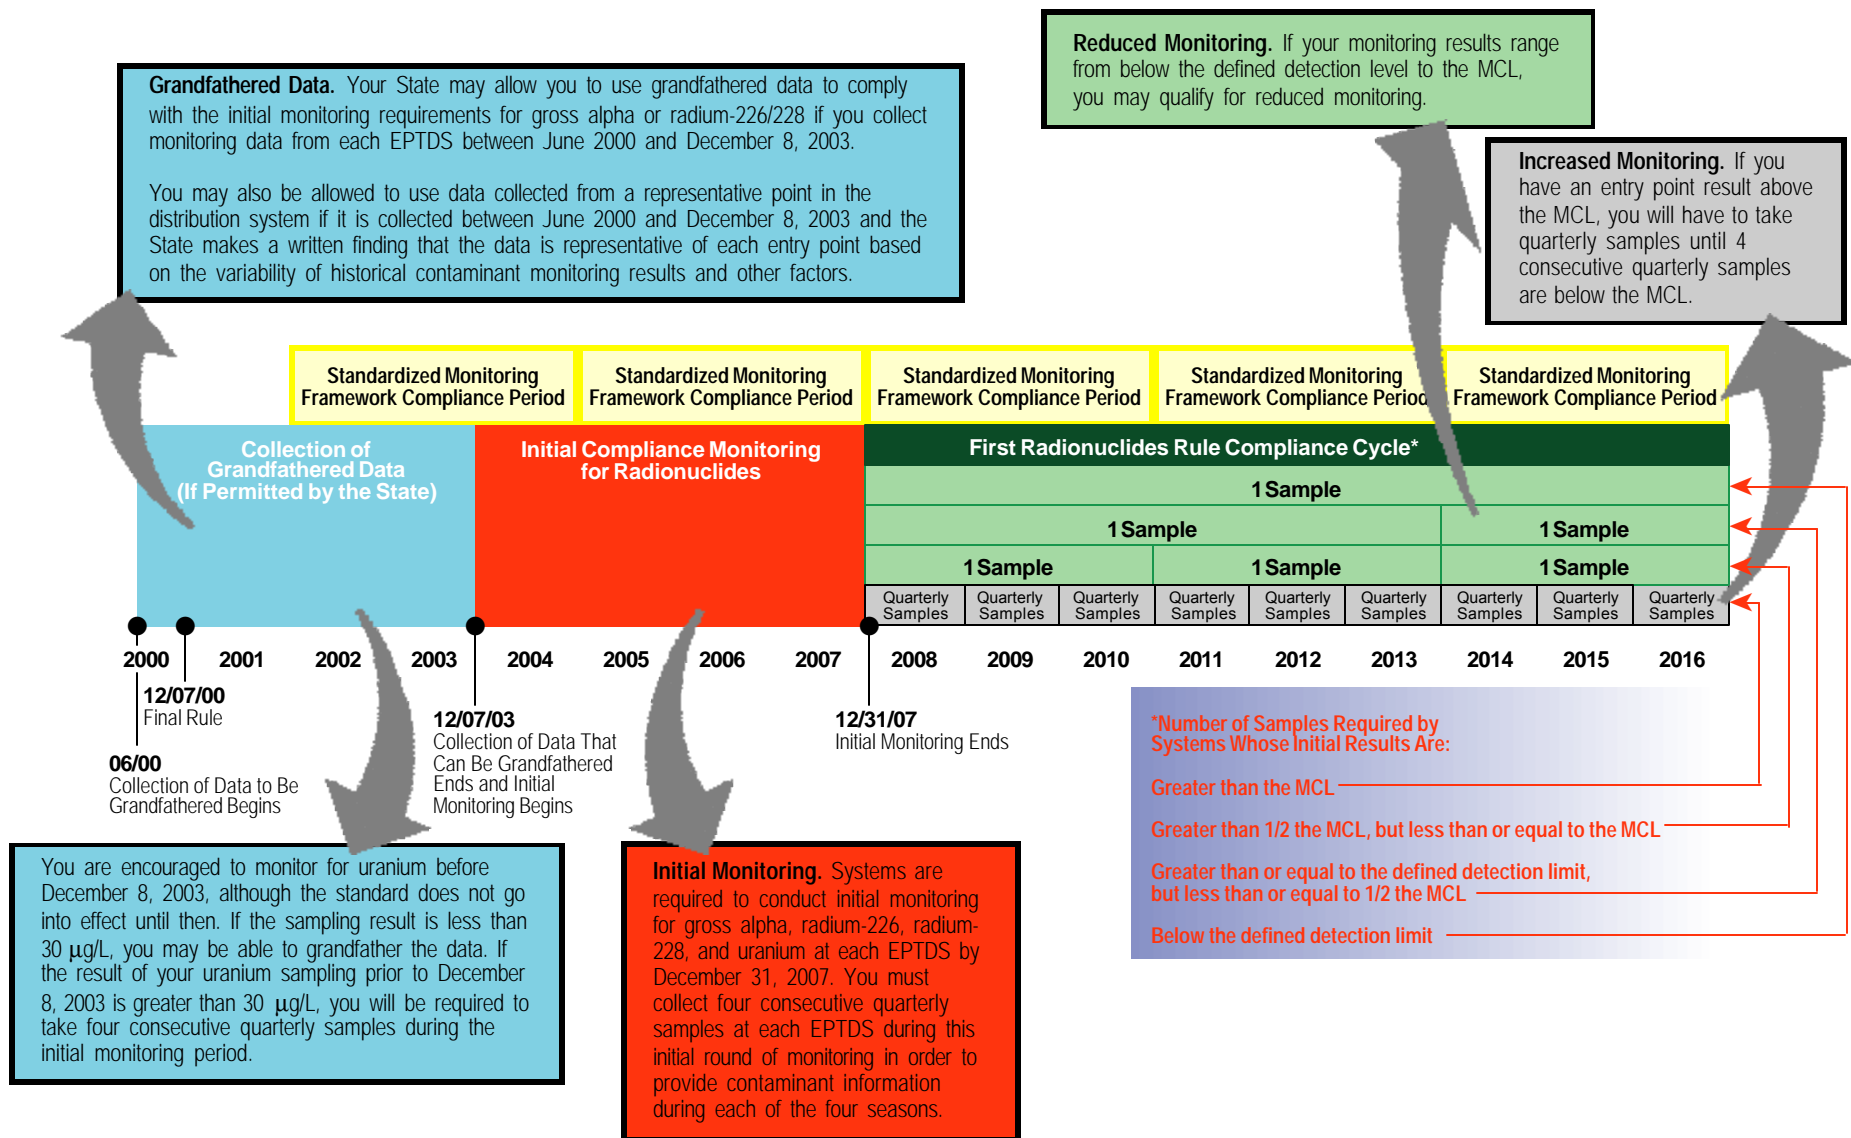 Grandfathered Data. Your State may allow you to use grandfathered data to comply
with the initial monitoring requirements for gross alpha or radium-226/228 if you collect
monitoring data from each EPTDS between June 2000 and December 8, 2003.
You may also be allowed to use data collected from a representative point in the
distribution system if it is collected between June 2000 and December 8, 2003 and the
State makes a written finding that the data is representative of each entry point based
on the variability of historical contaminant monitoring results and other factors.
Reduced Monitoring. If your monitoring results range
from below the defined detection level to the MCL,
you may qualify for reduced monitoring.
Increased Monitoring. If you
have an entry point result above
the MCL, you will have to take
quarterly samples until 4
consecutive quarterly samples
are below the MCL.
Standardized Monitoring
Framework Compliance Period
Standardized Monitoring
Framework Compliance Period
Standardized Monitoring
Framework Compliance Period
Standardized Monitoring
Framework Compliance Period
Standardized Monitoring
Framework Compliance Period
Collection of
Grandfathered Data
(If Permitted by the State)
Initial Compliance Monitoring
for Radionuclides
First Radionuclides Rule Compliance Cycle*
1 Sample
1 Sample
1 Sample
1 Sample
1 Sample
1 Sample
Quarterly
Samples
Quarterly
Samples
Quarterly
Samples
Quarterly
Samples
Quarterly
Samples
Quarterly
Samples
Quarterly
Samples
Quarterly
Samples
Quarterly
Samples
2000 2001 2002 2003 2004 2005 2006 2007 2008 2009 2010 2011 2012 2013 2014 2015 2016
12/07/00
Final Rule
06/00
Collection of Data to Be
Grandfathered Begins
12/07/03
Collection of Data That
Can Be Grandfathered
Ends and Initial
Monitoring Begins
12/31/07
Initial Monitoring Ends
*Number of Samples Required by
Systems Whose Initial Results Are:
Greater than the MCL
Greater than 1/2 the MCL, but less than or equal to the MCL
Greater than or equal to the defined detection limit,
but less than or equal to 1/2 the MCL
Below the defined detection limit
You are encouraged to monitor for uranium before
December 8, 2003, although the standard does not go
into effect until then. If the sampling result is less than
30 µg/L, you may be able to grandfather the data. If
the result of your uranium sampling prior to December
8, 2003 is greater than 30 µg/L, you will be required to
take four consecutive quarterly samples during the
initial monitoring period.
Initial Monitoring. Systems are
required to conduct initial monitoring
for gross alpha, radium-226, radium-
228, and uranium at each EPTDS by
December 31, 2007. You must
collect four consecutive quarterly
samples at each EPTDS during this
initial round of monitoring in order to
provide contaminant information
during each of the four seasons.